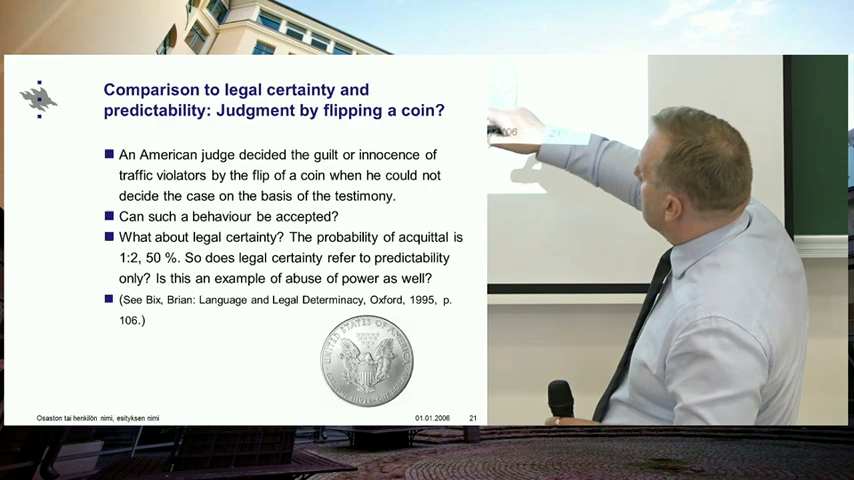 Comparison to legal certainty and
predictability: Judgment by flipping a coin?
An American judge decided the guilt or innocence of
traffic violators by the flip of a coin when he could not
decide the case on the basis of the testimony.
Can such a behaviour be accepted?
What about legal certainty? The probability of acquittal is
1:2, 50 %. So does legal certainty refer to predictability
only? Is this an example of abuse of power as well?
(See Bix, Brian: Language and Legal Determinacy, Oxford, 1995, p.
106.)
UNITED STATES OF AMERICA
Osaston tai henkilön nimi, esityksen nimi
01.01.2006 21